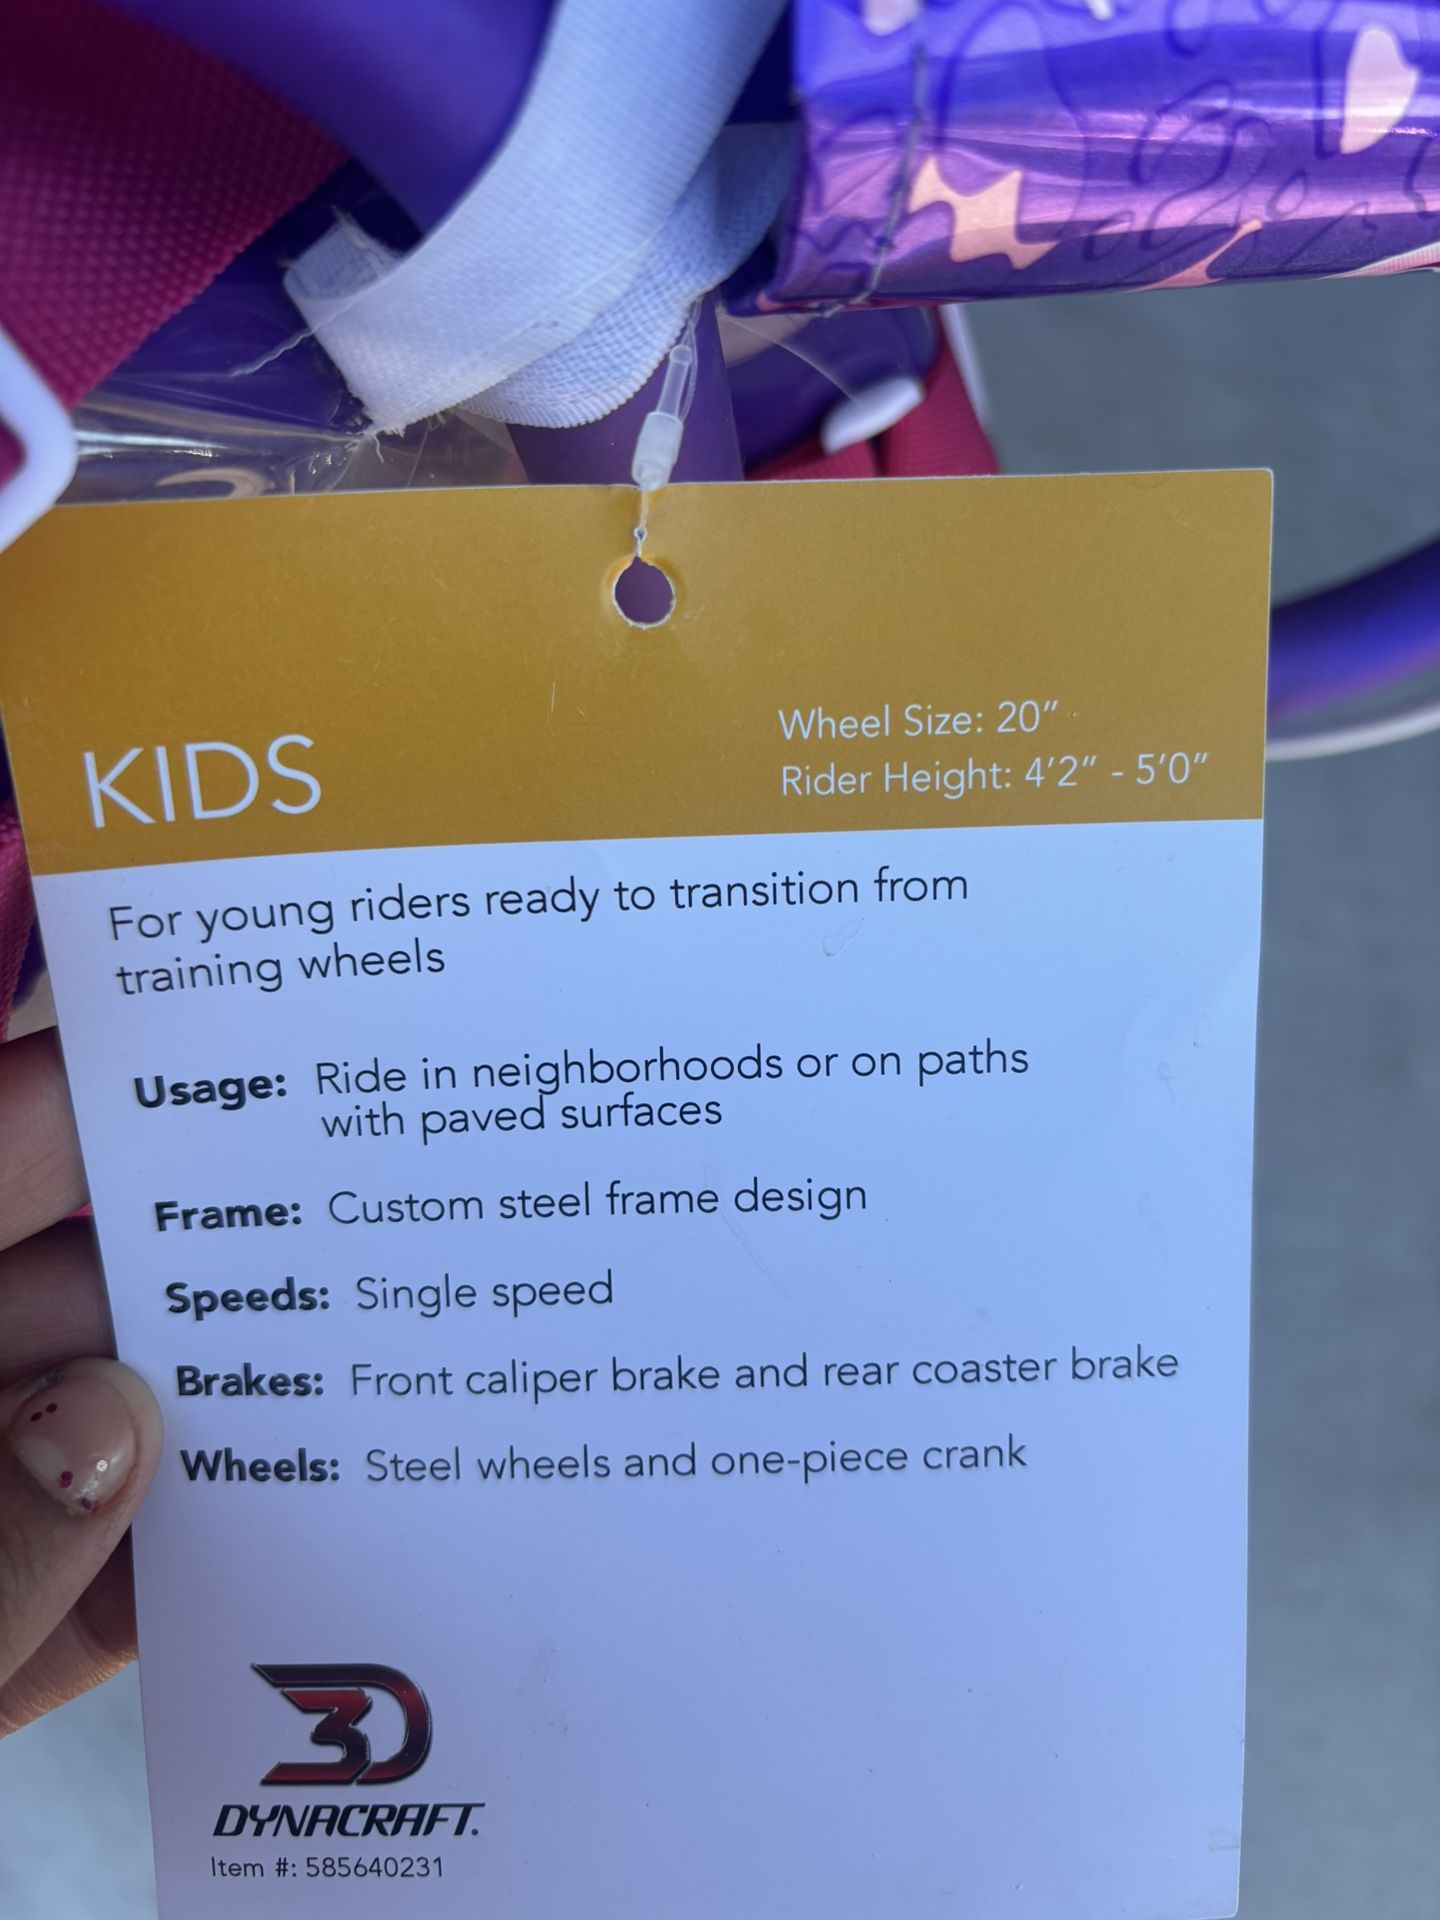 KIDS
Wheel Size: 20”
Rider Height: 4’2” - 5’0”
For young riders ready to transition from
training wheels
Usage: Ride in neighborhoods or on paths
with paved surfaces
Frame: Custom steel frame design
Speeds: Single speed
Brakes: Front caliper brake and rear coaster brake
Wheels: Steel wheels and one-piece crank
DYNACRAFT.
Item #: 585640231